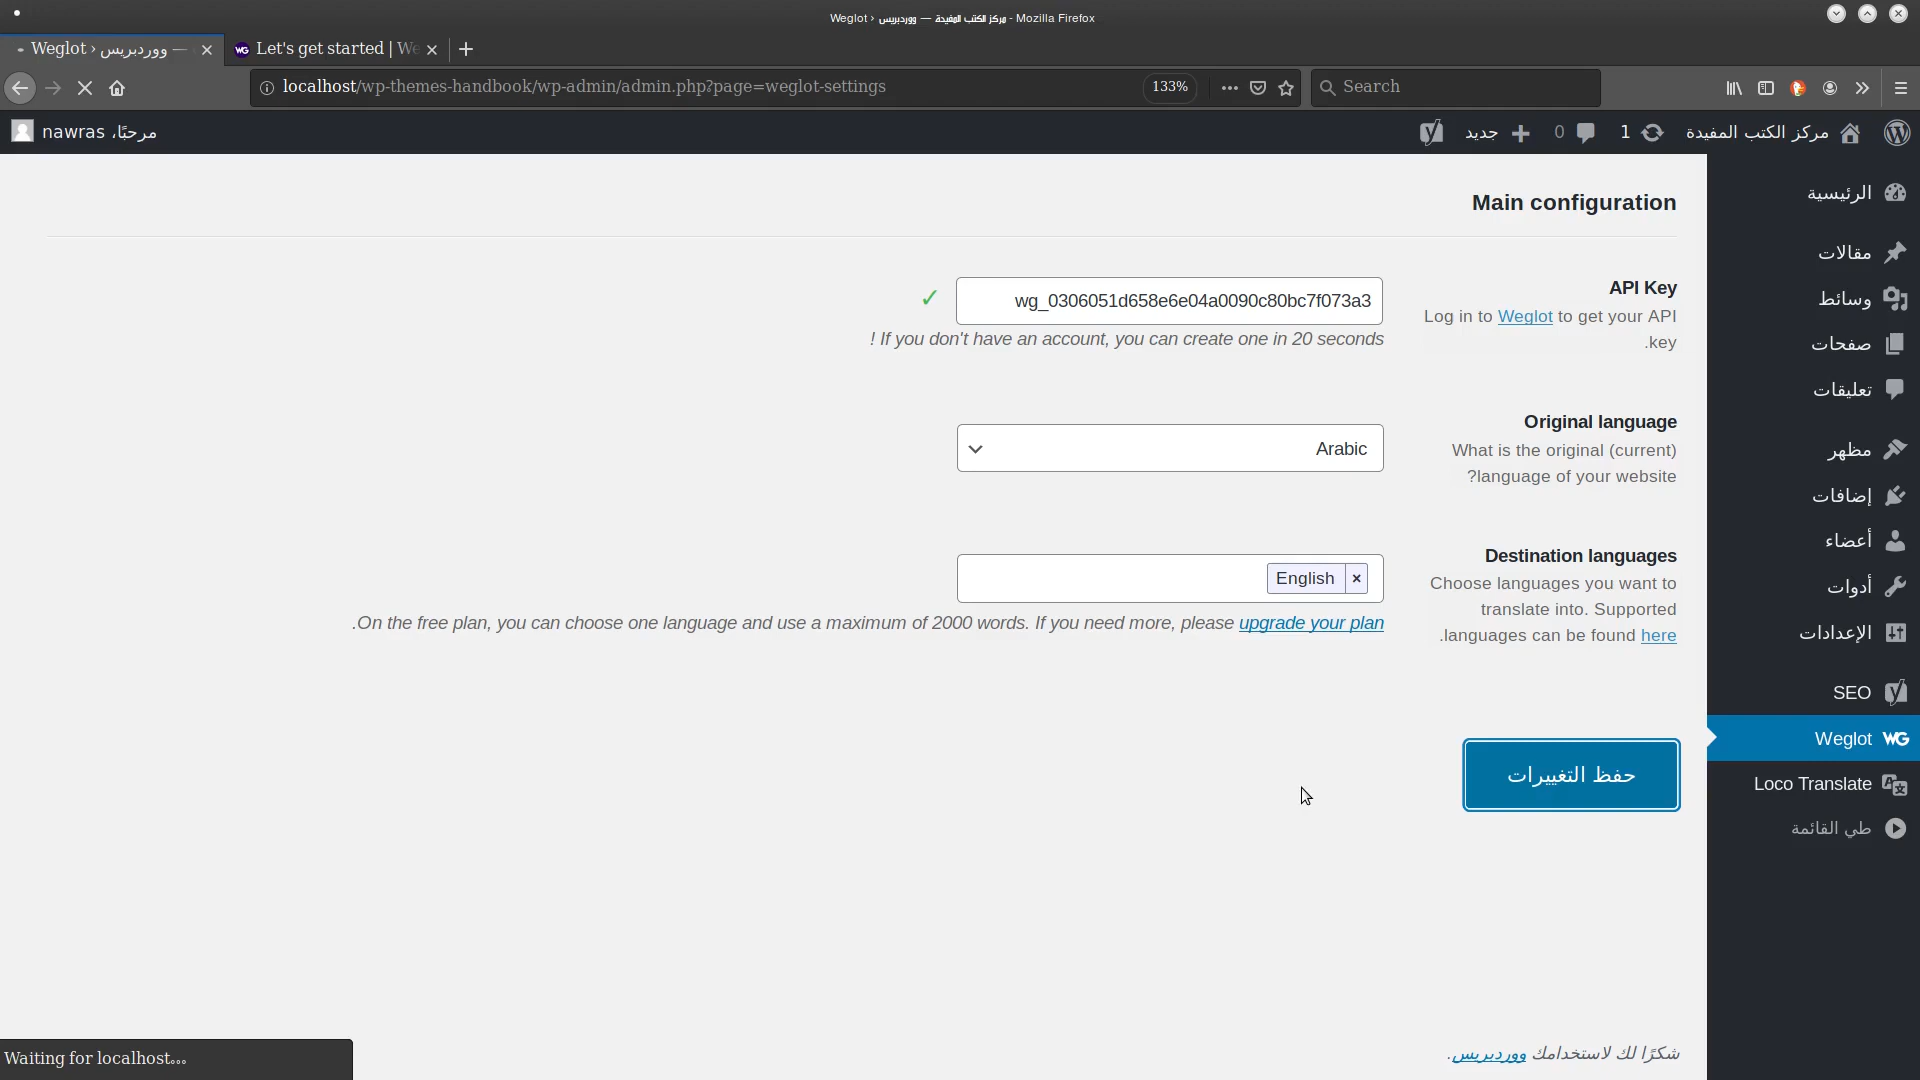 Weglot ‹ مركز الكتب المفيدة — ووردبريس - Mozilla Firefox
Weglot ‹ ووردبريس —
Let's get started | We
localhost/wp-themes-handbook/wp-admin/admin.php?page=weglot-settings
133%
Search
مركز الكتب المفيدة
1
0
جديد
مرحبًا، nawras
الرئيسية
مقالات
وسائط
صفحات
تعليقات
مظهر
إضافات
أعضاء
أدوات
الإعدادات
SEO
Weglot
Loco Translate
طي القائمة
Main configuration
API Key
Log in to Weglot to get your API
.key
wg_0306051d658e6e04a0090c80bc7f073a3
✓
! If you don't have an account, you can create one in 20 seconds
Original language
What is the original (current)
?language of your website
Arabic
Destination languages
Choose languages you want to
translate into. Supported
.languages can be found here
English ×
.On the free plan, you can choose one language and use a maximum of 2000 words. If you need more, please upgrade your plan
حفظ التغييرات
شكرًا لك لاستخدامك ووردبريس.
Waiting for localhost...